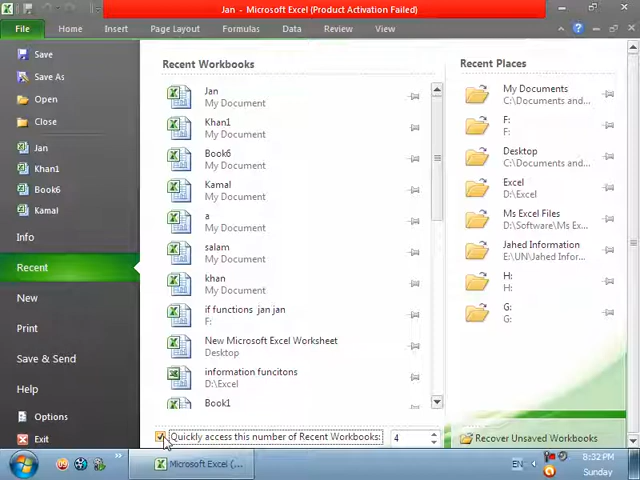 Jan - Microsoft Excel (Product Activation Failed)
File Home Insert Page Layout Formulas Data Review View
Save
Save As
Open
Close
Jan
Khan1
Book6
Kamal
Info
Recent
New
Print
Save & Send
Help
Options
Exit
Recent Workbooks
Jan
My Document
Khan1
My Document
Book6
My Document
Kamal
My Document
a
My Document
salam
My Document
khan
My Document
if functions jan jan
F:
New Microsoft Excel Worksheet
Desktop
information funcitons
D:\Excel
Book1
Quickly access this number of Recent Workbooks: 4
Recent Places
My Documents
C:\Documents and...
F:
F:
Desktop
C:\Documents and...
Excel
D:\Excel
Ms Excel Files
D:\Software\Ms Ex...
Jahed Information
E:\UN\Jahed Infor...
H:
H:
G:
G:
Recover Unsaved Workbooks
Microsoft Excel (...
EN
8:32 PM
Sunday